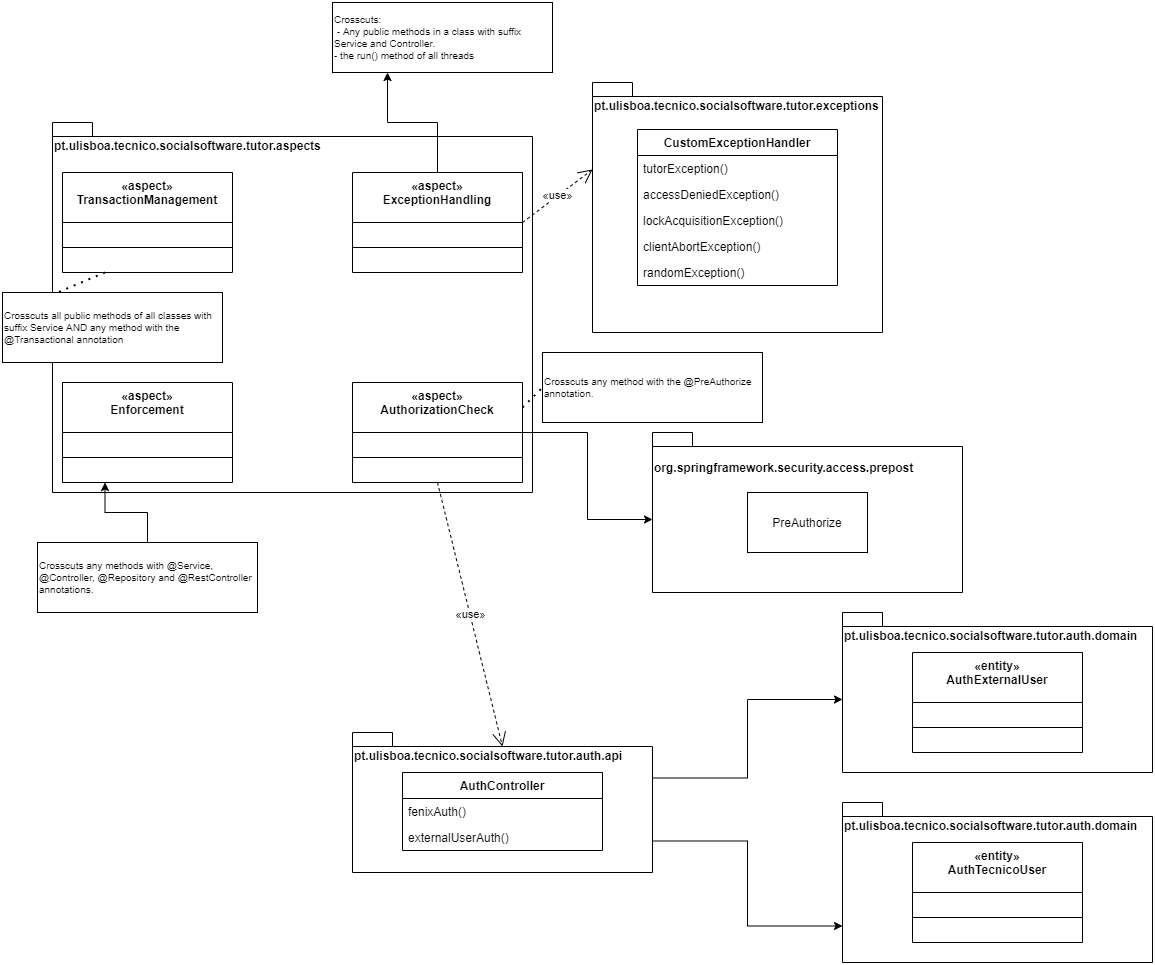 Crosscuts:
- Any public methods in a class with suffix
Service and Controller.
- the run() method of all threads
pt.ulisboa.tecnico.socialsoftware.tutor.exceptions
CustomExceptionHandler
tutorException()
accessDeniedException()
lockAcquisitionException()
clientAbortException()
randomException()
pt.ulisboa.tecnico.socialsoftware.tutor.aspects
«aspect»
TransactionManagement
«aspect»
ExceptionHandling
«use»
Crosscuts all public methods of all classes with
suffix Service AND any method with the
@Transactional annotation
«aspect»
Enforcement
«aspect»
AuthorizationCheck
Crosscuts any method with the @PreAuthorize
annotation.
org.springframework.security.access.prepost
PreAuthorize
Crosscuts any methods with @Service,
@Controller, @Repository and @RestController
annotations.
«use»
pt.ulisboa.tecnico.socialsoftware.tutor.auth.domain
«entity»
AuthExternalUser
pt.ulisboa.tecnico.socialsoftware.tutor.auth.api
AuthController
fenixAuth()
externalUserAuth()
pt.ulisboa.tecnico.socialsoftware.tutor.auth.domain
«entity»
AuthTecnicoUser